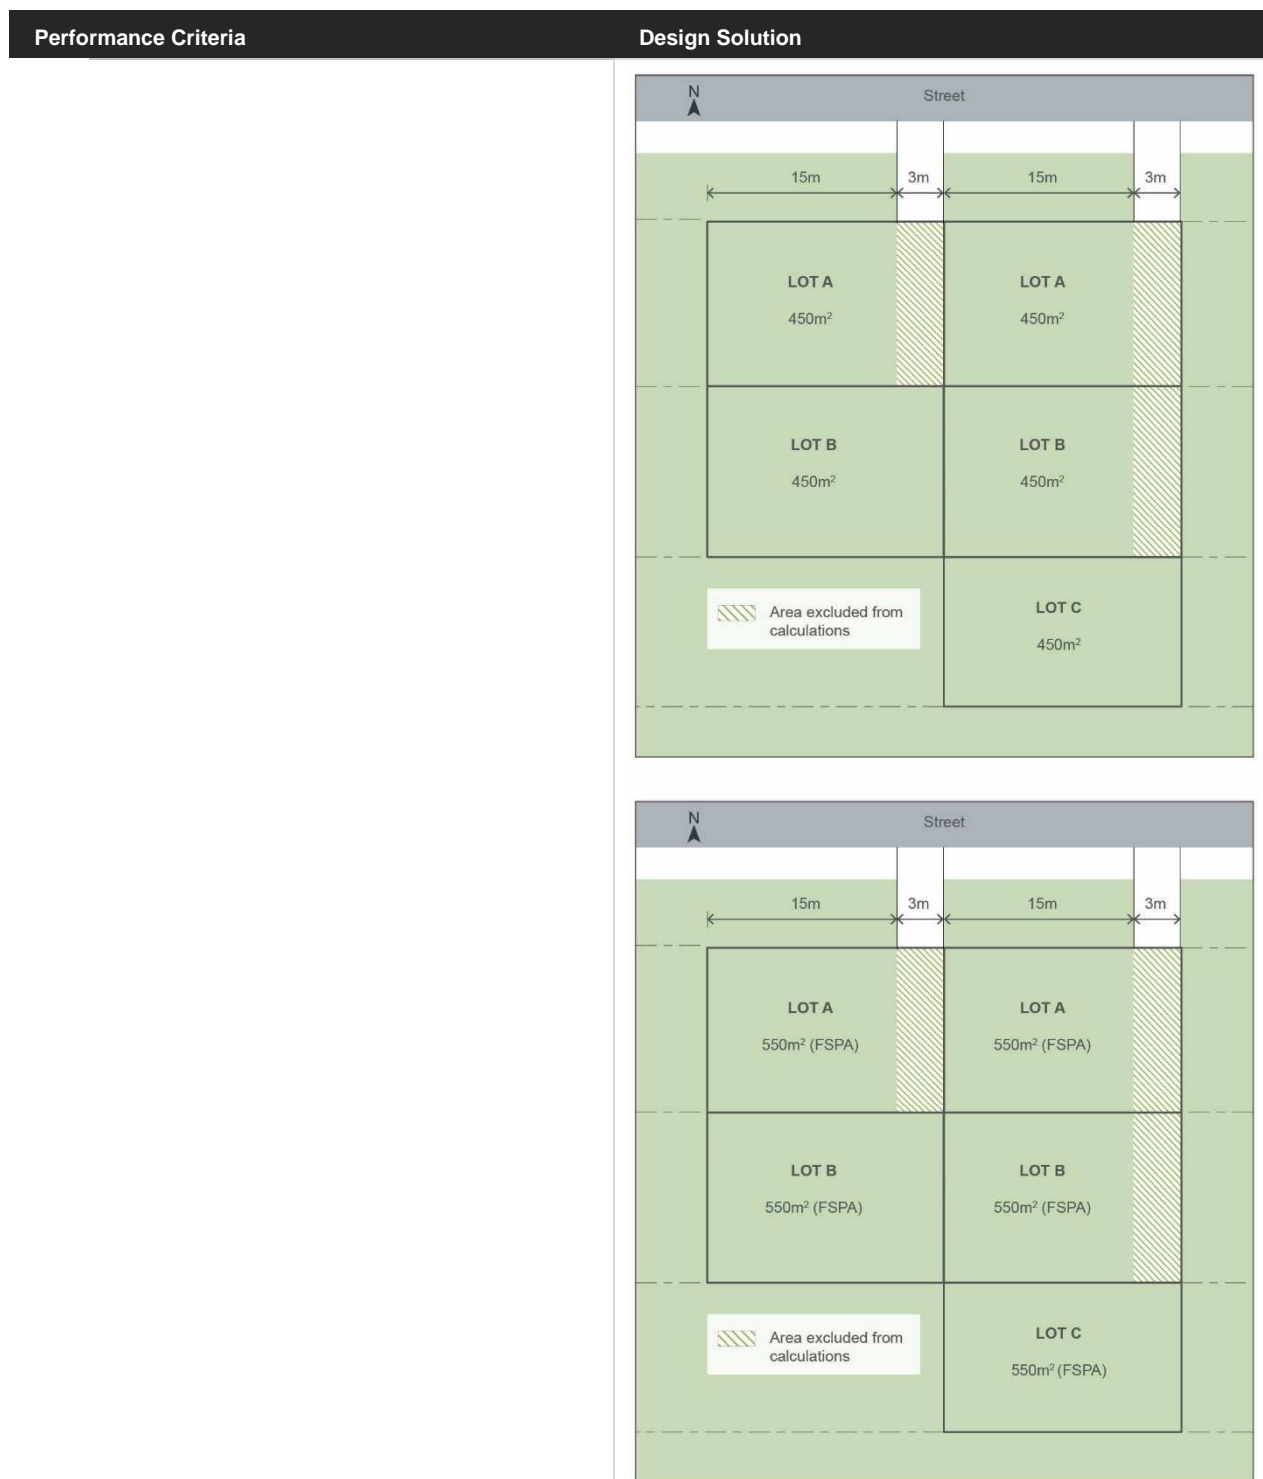 Performance Criteria
Design Solution
N
Street
15m
3m
15m
3m
LOT A
450m²
LOT A
450m²
LOT B
450m²
LOT B
450m²
Area excluded from
calculations
LOT C
450m²
N
Street
15m
3m
15m
3m
LOT A
550m² (FSPA)
LOT A
550m² (FSPA)
LOT B
550m² (FSPA)
LOT B
550m² (FSPA)
Area excluded from
calculations
LOT C
550m² (FSPA)